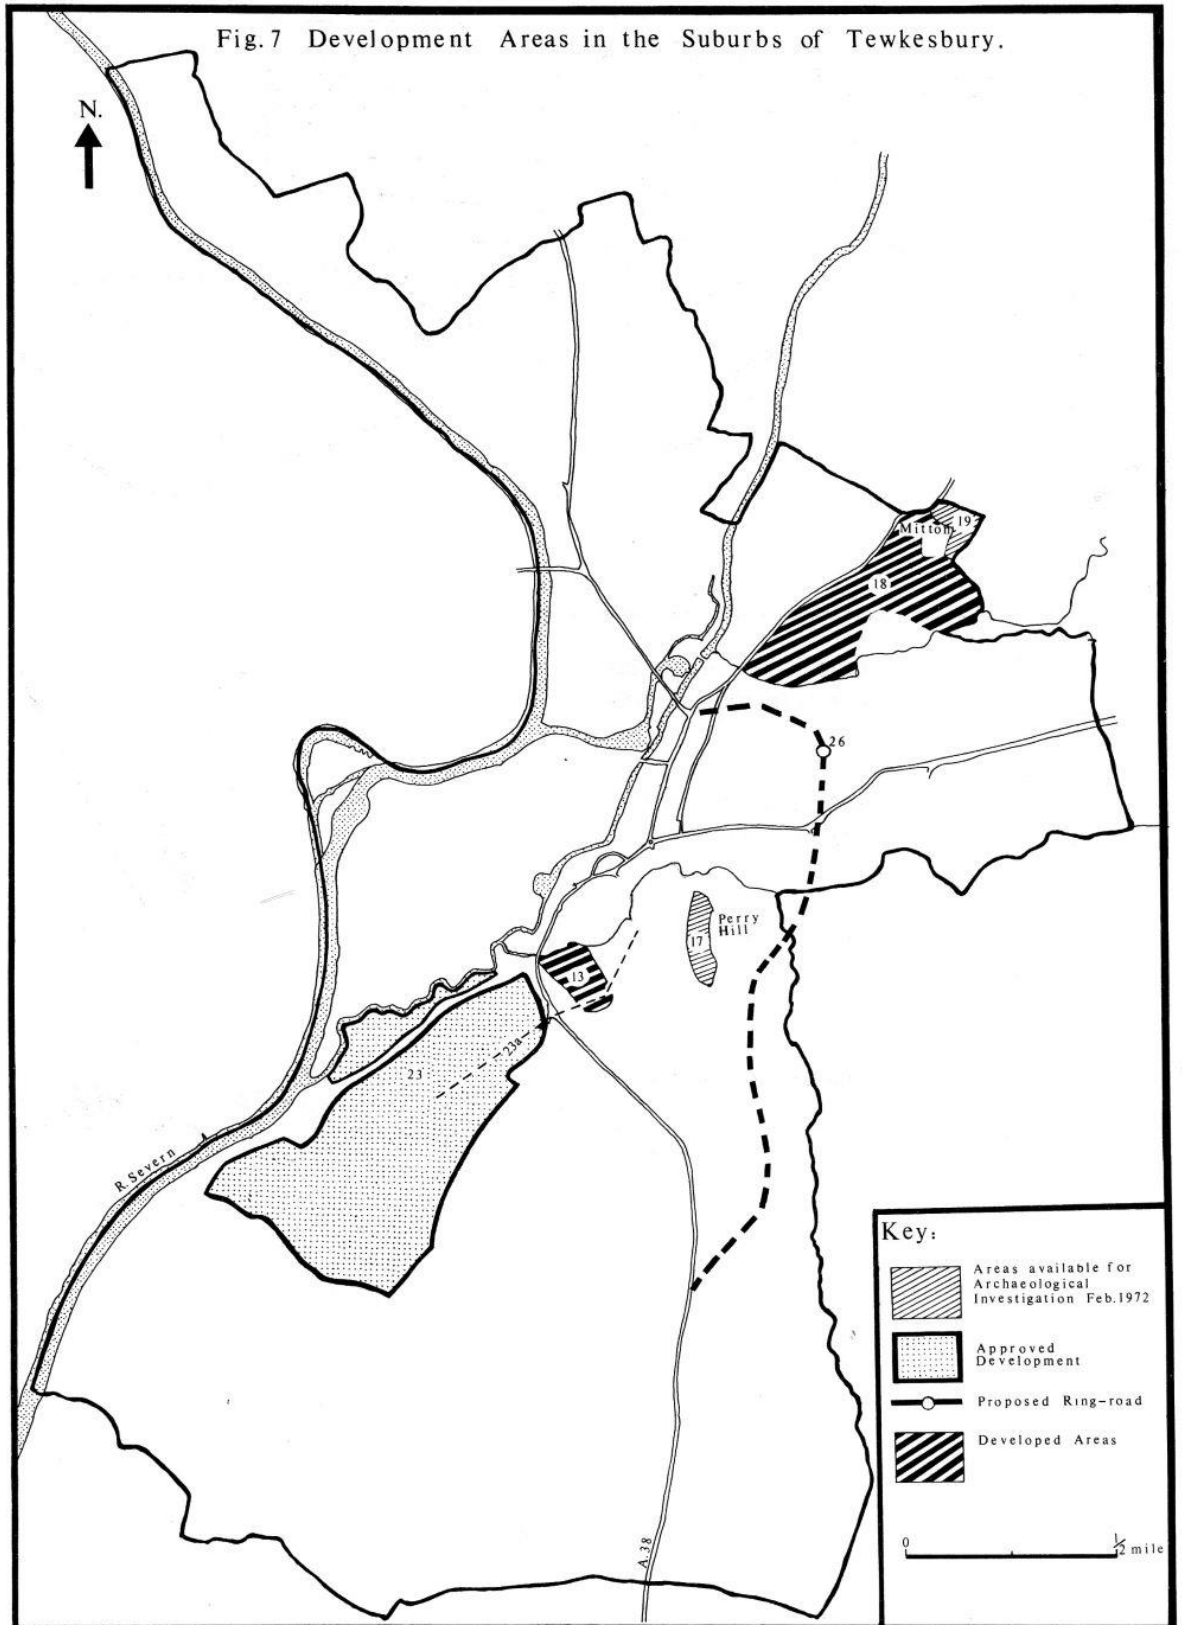 Fig.7 Development Areas in the Suburbs of Tewkesbury.
N.
Mitton
19
18
26
Perry
Hill
17
13
23a
23
R.Severn
A.38
Key:
Areas available for
Archaeological
Investigation Feb.1972
Approved
Development
Proposed Ring-road
Developed Areas
0
1/2 mile